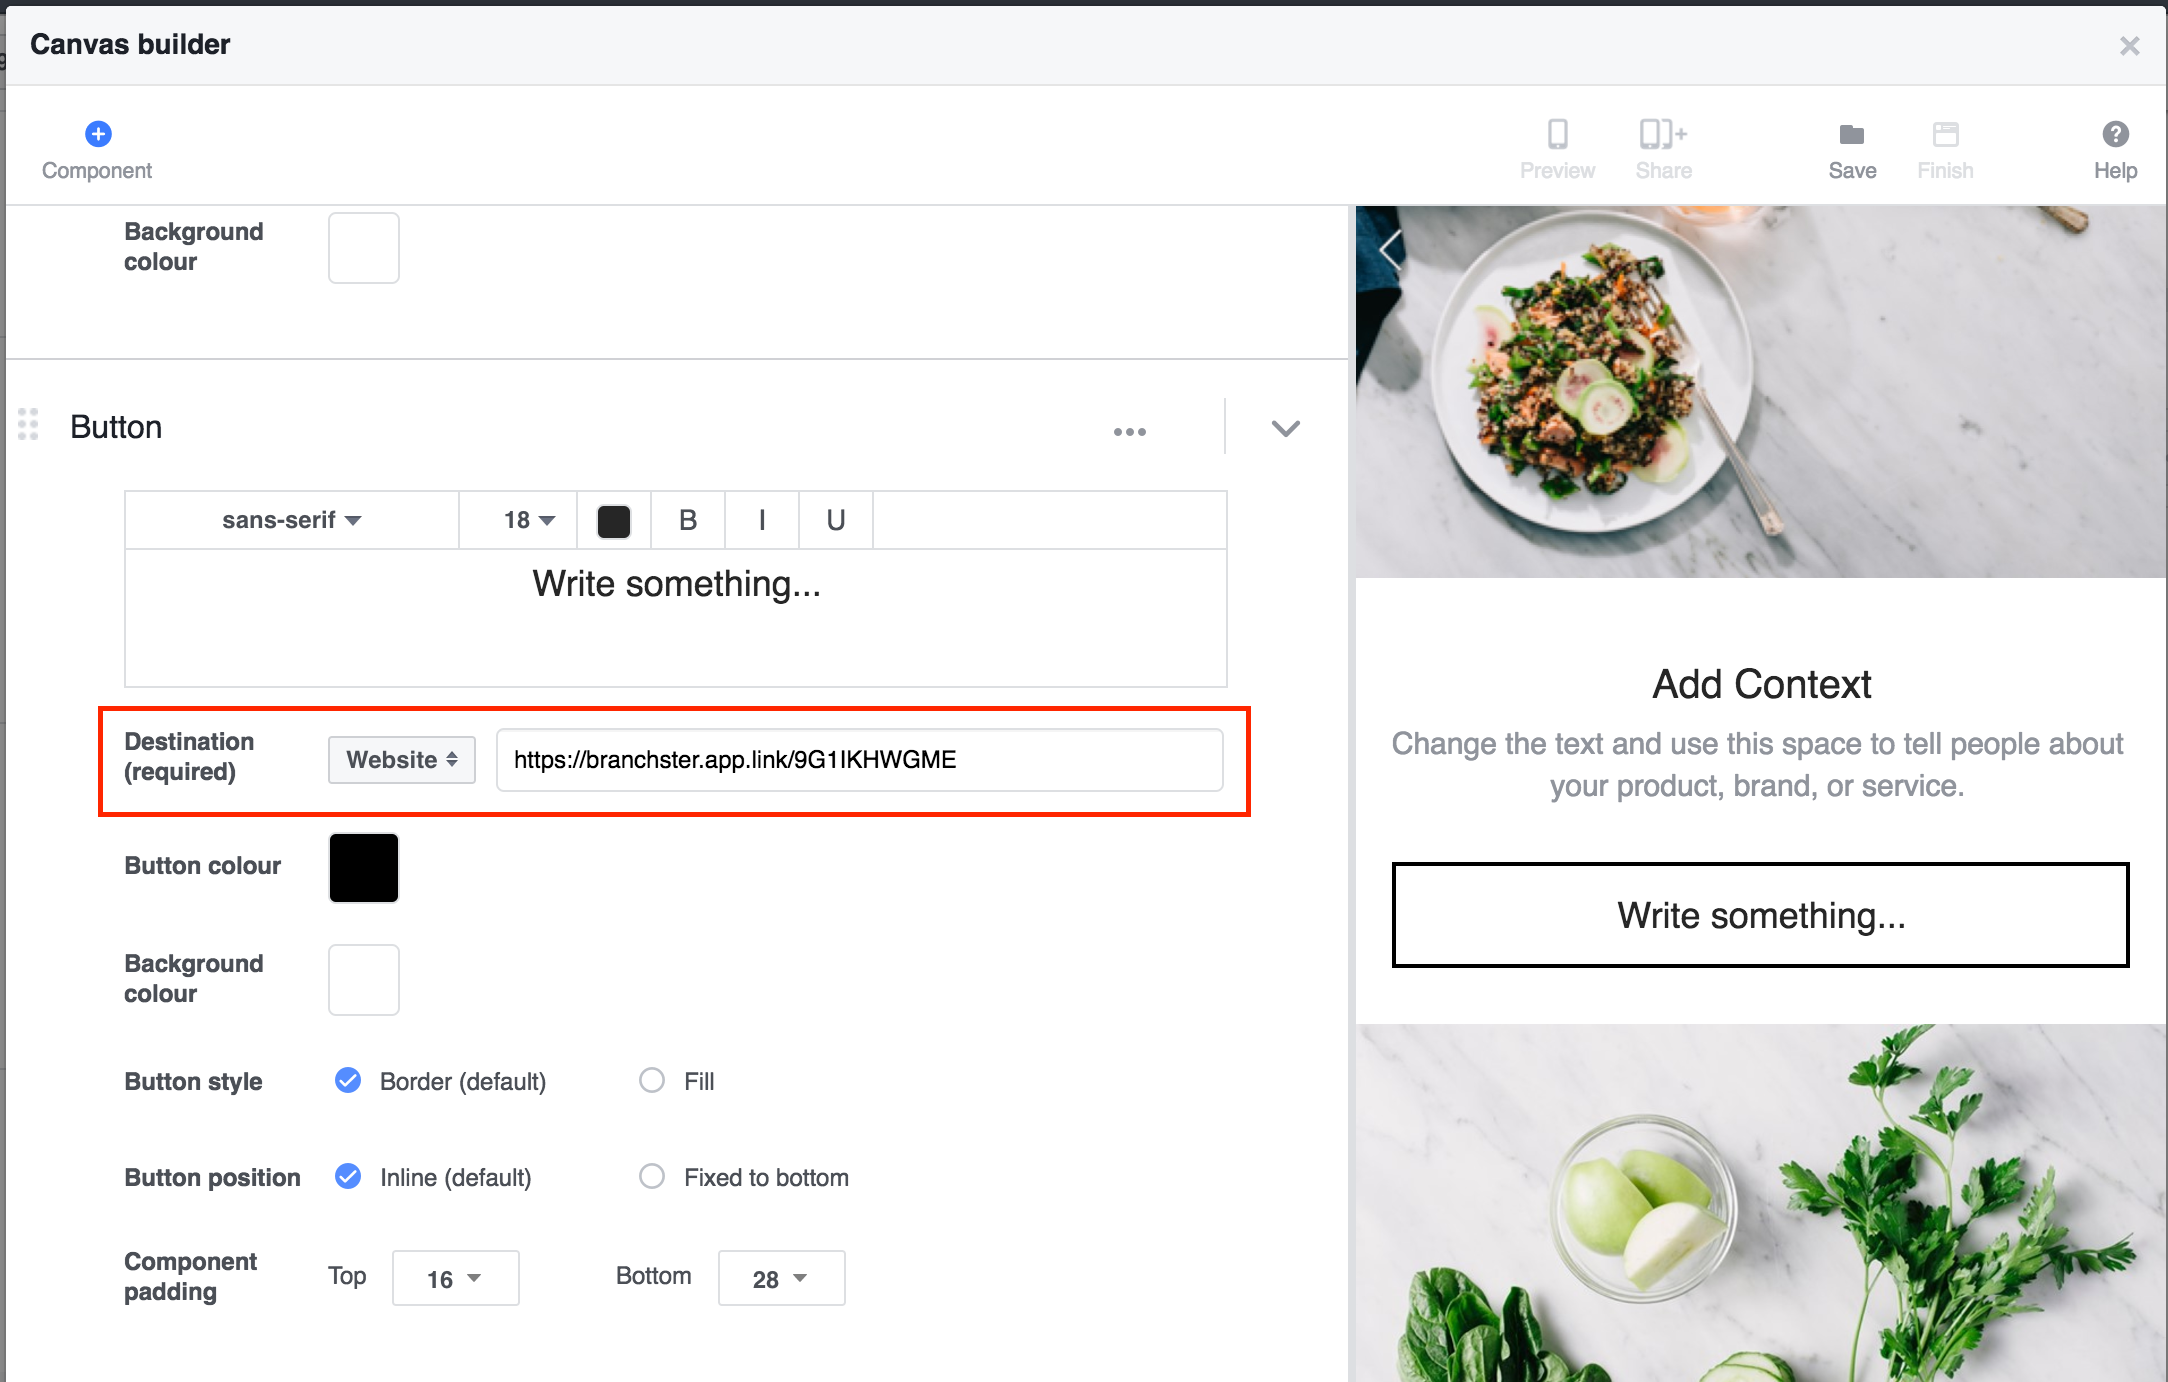 Canvas builder
Component
Preview
Share
Save
Finish
Help
Background
colour
Button
sans-serif
18
B
I
U
Write something...
Destination
(required)
Website
https://branchster.app.link/9G1IKHWGME
Button colour
Background
colour
Button style
Border (default)
Fill
Button position
Inline (default)
Fixed to bottom
Component
padding
Top
16
Bottom
28
Add Context
Change the text and use this space to tell people about
your product, brand, or service.
Write something...